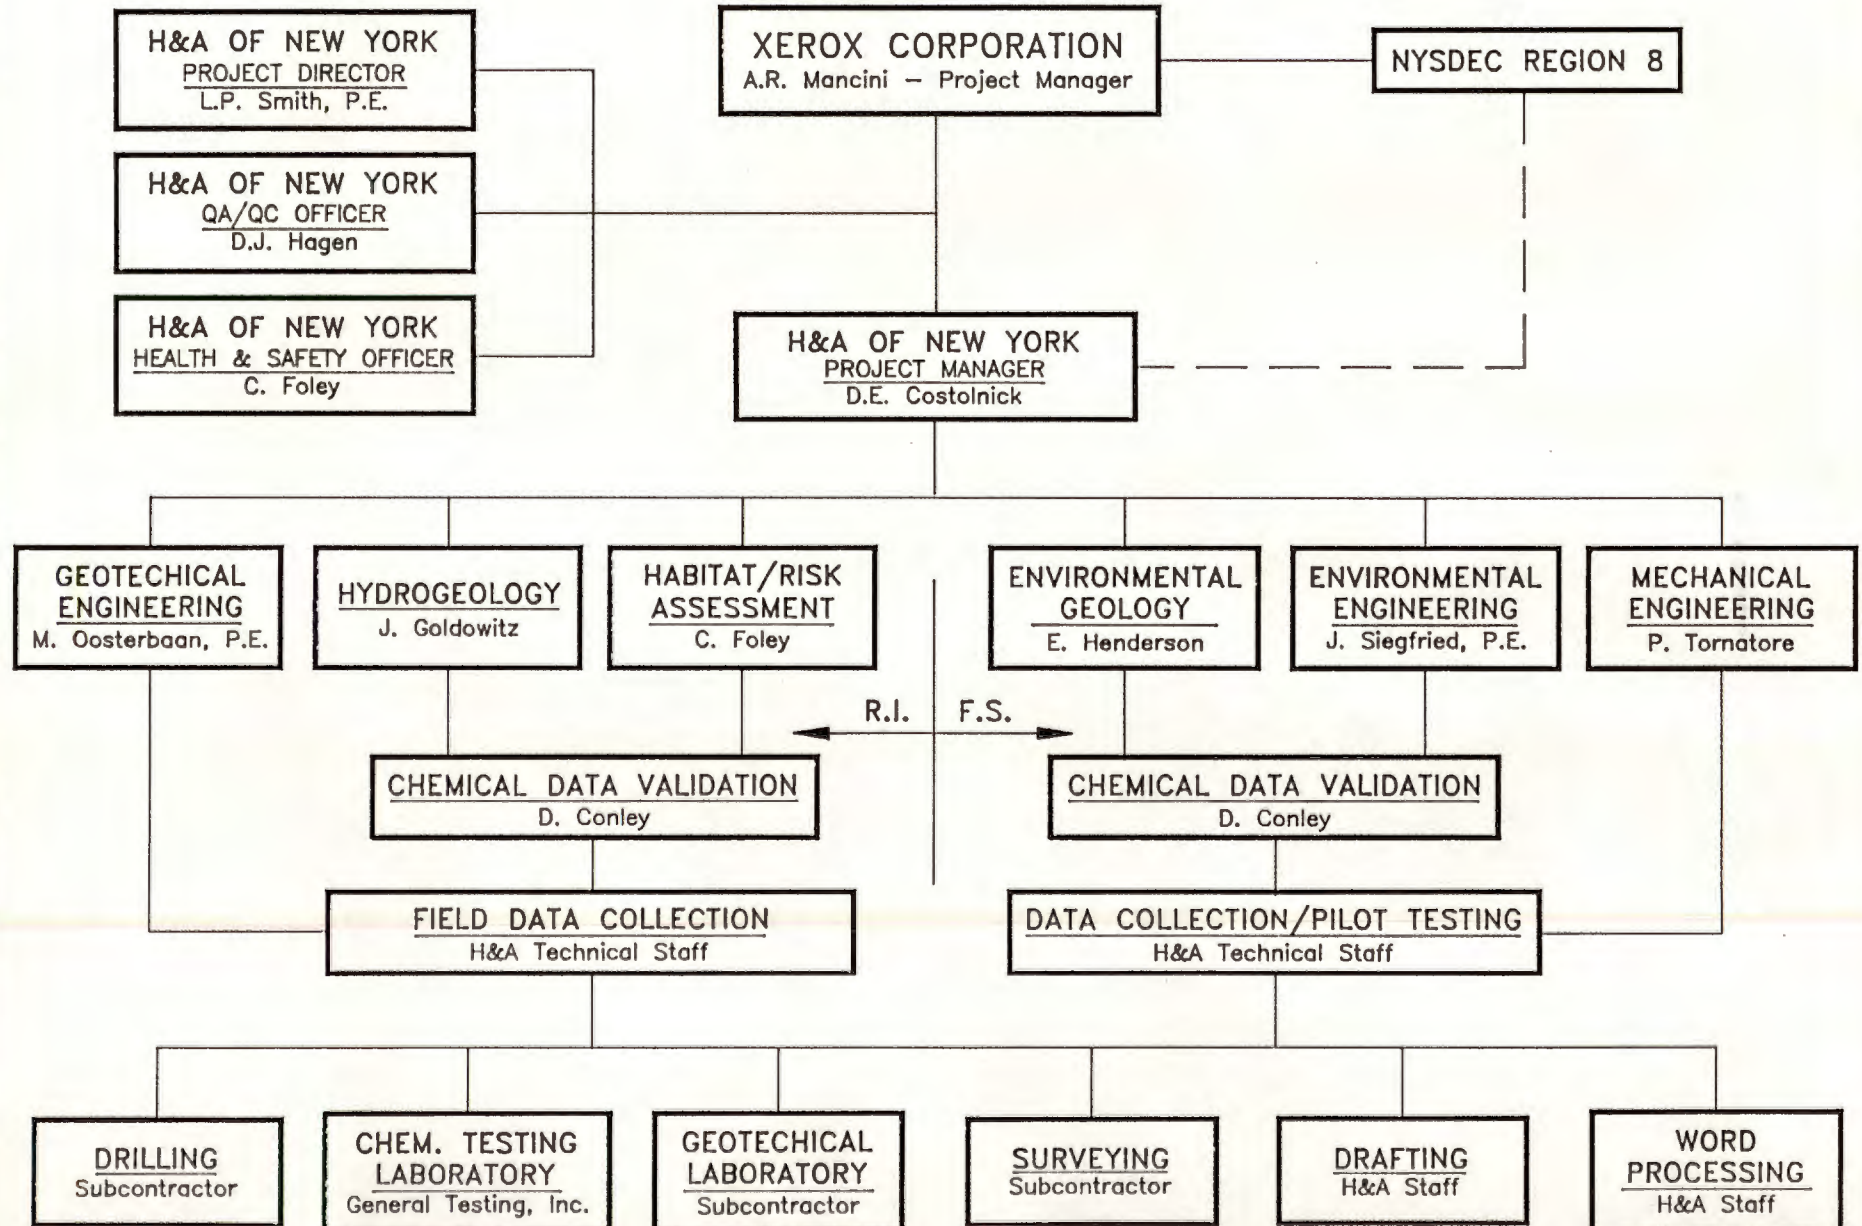 H&A OF NEW YORK
PROJECT DIRECTOR
L.P. Smith, P.E.
XEROX CORPORATION
A.R. Mancini – Project Manager
NYSDEC REGION 8
H&A OF NEW YORK
QA/QC OFFICER
D.J. Hagen
H&A OF NEW YORK
HEALTH & SAFETY OFFICER
C. Foley
H&A OF NEW YORK
PROJECT MANAGER
D.E. Costolnick
GEOTECHICAL
ENGINEERING
M. Oosterbaan, P.E.
HYDROGEOLOGY
J. Goldowitz
HABITAT/RISK
ASSESSMENT
C. Foley
ENVIRONMENTAL
GEOLOGY
E. Henderson
ENVIRONMENTAL
ENGINEERING
J. Siegfried, P.E.
MECHANICAL
ENGINEERING
P. Tornatore
R.I. F.S.
CHEMICAL DATA VALIDATION
D. Conley
CHEMICAL DATA VALIDATION
D. Conley
FIELD DATA COLLECTION
H&A Technical Staff
DATA COLLECTION/PILOT TESTING
H&A Technical Staff
DRILLING
Subcontractor
CHEM. TESTING
LABORATORY
General Testing, Inc.
GEOTECHICAL
LABORATORY
Subcontractor
SURVEYING
Subcontractor
DRAFTING
H&A Staff
WORD
PROCESSING
H&A Staff